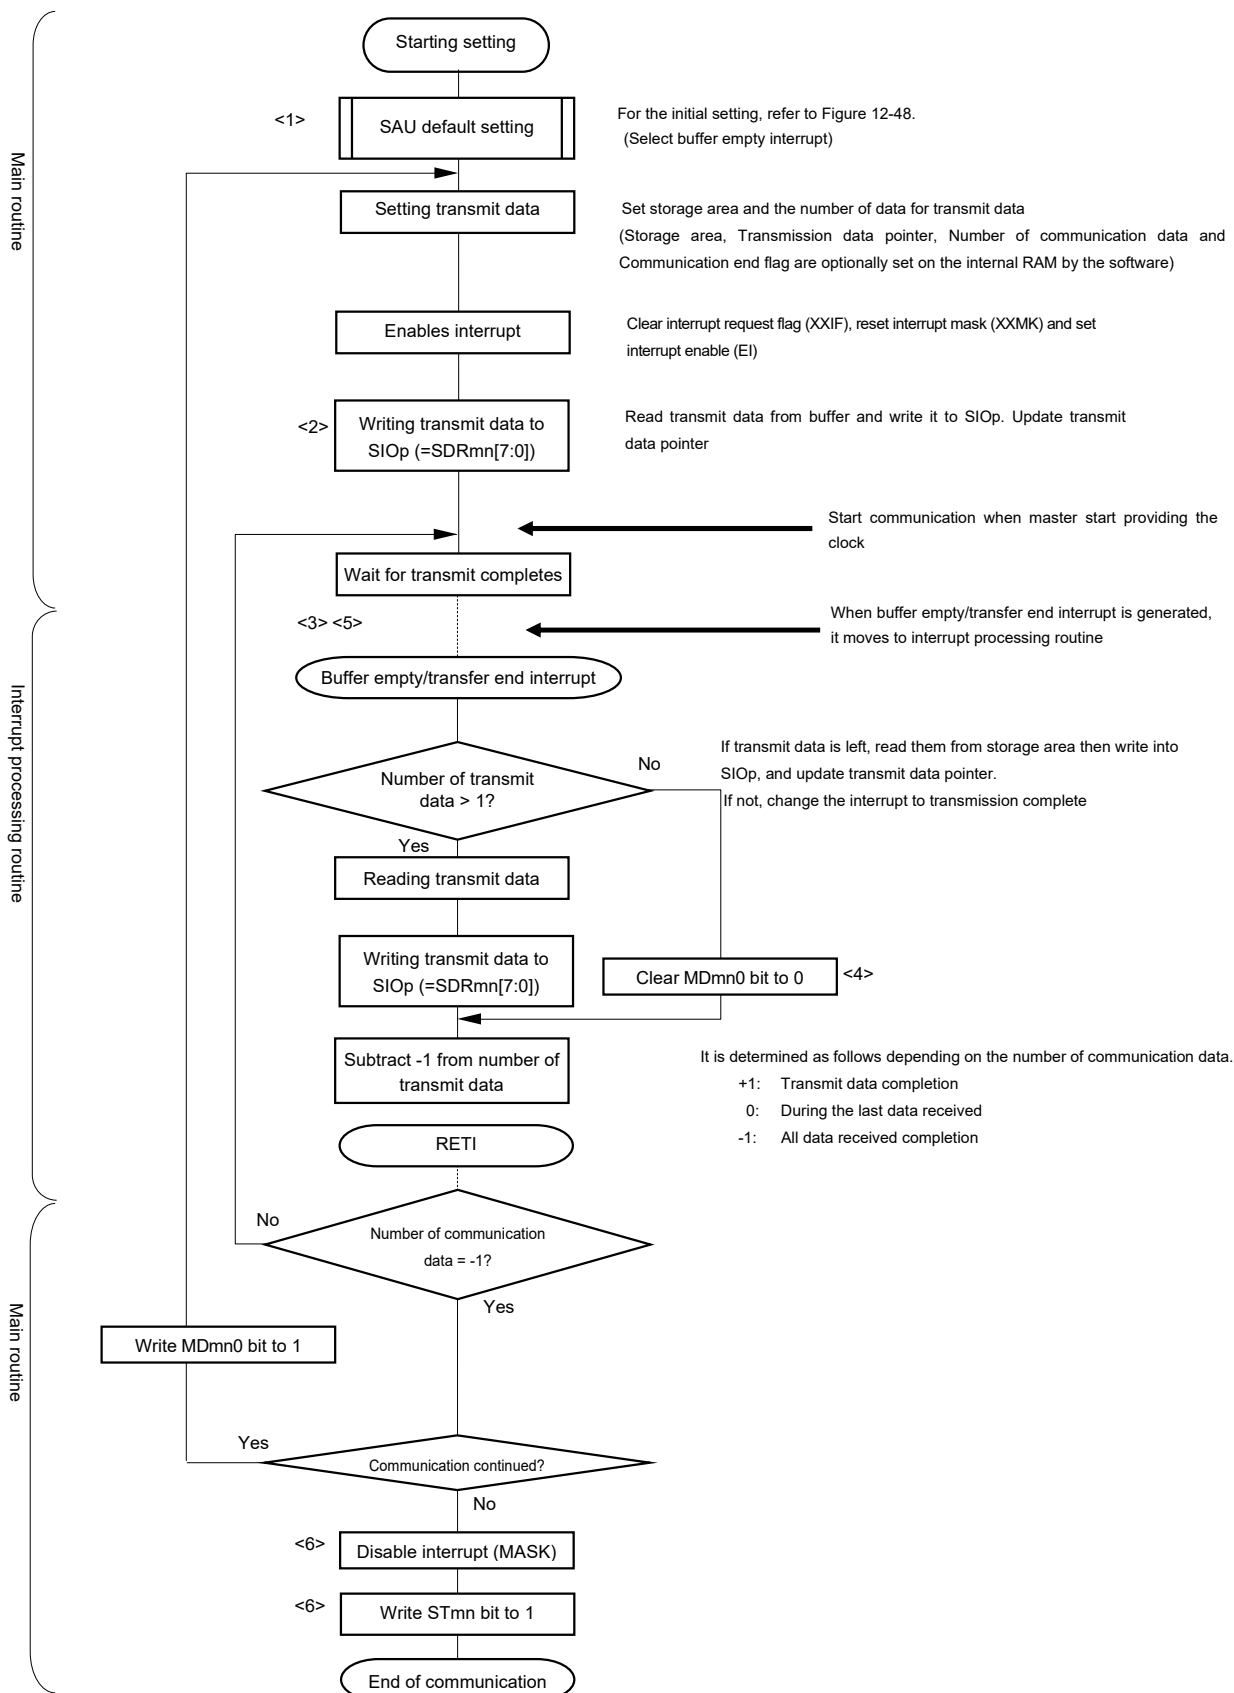 Starting setting
<1>
SAU default setting
For the initial setting, refer to Figure 12-48.
(Select buffer empty interrupt)
Main routine
Setting transmit data
Set storage area and the number of data for transmit data
(Storage area, Transmission data pointer, Number of communication data and
Communication end flag are optionally set on the internal RAM by the software)
Enables interrupt
Clear interrupt request flag (XXIF), reset interrupt mask (XXMK) and set
interrupt enable (EI)
<2>
Writing transmit data to
SIOp (=SDRmn[7:0])
Read transmit data from buffer and write it to SIOp. Update transmit
data pointer
Start communication when master start providing the
clock
Wait for transmit completes
<3> <5>
When buffer empty/transfer end interrupt is generated,
it moves to interrupt processing routine
Buffer empty/transfer end interrupt
Interrupt processing routine
Number of transmit
data > 1?
No
If transmit data is left, read them from storage area then write into
SIOp, and update transmit data pointer.
If not, change the interrupt to transmission complete
Yes
Reading transmit data
Writing transmit data to
SIOp (=SDRmn[7:0])
Clear MDmn0 bit to 0
<4>
Subtract -1 from number of
transmit data
It is determined as follows depending on the number of communication data.
+1: Transmit data completion
0: During the last data received
-1: All data received completion
RETI
No
Number of communication
data = -1?
Yes
Main routine
Write MDmn0 bit to 1
Yes
Communication continued?
No
<6>
Disable interrupt (MASK)
<6>
Write STmn bit to 1
End of communication